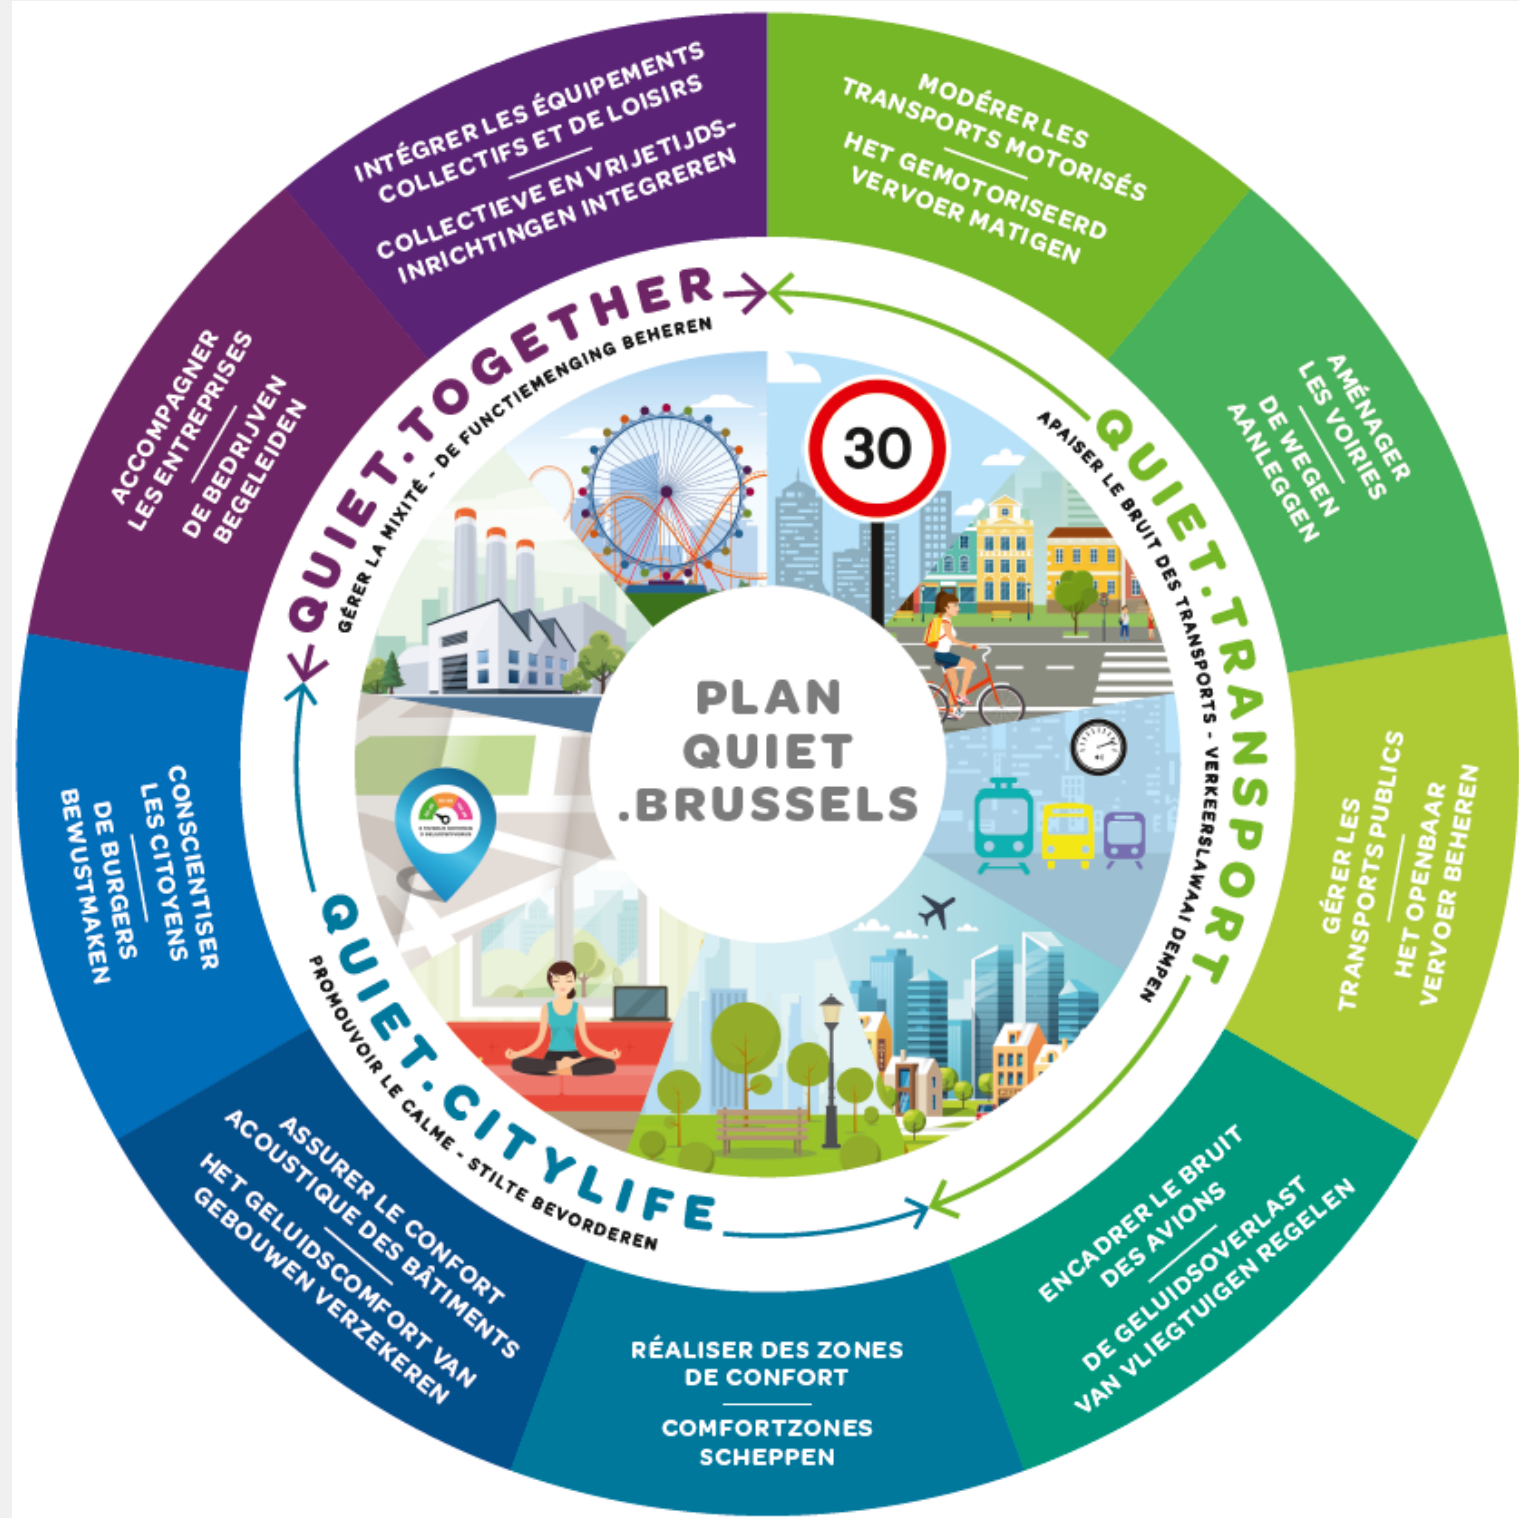 PLAN
QUIET
.BRUSSELS
QUIET.TRANSPORT
APAISER LE BRUIT DES TRANSPORTS - VERKEERSLAWAAI DEMPEN
MODÉRER LES
TRANSPORTS MOTORISÉS
HET GEMOTORISEERD
VERVOER MATIGEN
AMÉNAGER
LES VOIRIES
DE WEGEN
AANLEGGEN
GÉRER LES
TRANSPORTS PUBLICS
HET OPENBAAR
VERVOER BEHEREN
ENCADRER LE BRUIT
DES AVIONS
DE GELUIDSOVERLAST
VAN VLIEGTUIGEN REGELEN
QUIET.CITYLIFE
PROMOUVOIR LE CALME - STILTE BEVORDEREN
RÉALISER DES ZONES
DE CONFORT
COMFORTZONES
SCHEPPEN
ASSURER LE CONFORT
ACOUSTIQUE DES BÂTIMENTS
HET GELUIDSCOMFORT VAN
GEBOUWEN VERZEKEREN
CONSCIENTISER
LES CITOYENS
DE BURGERS
BEWUSTMAKEN
QUIET.TOGETHER
GÉRER LA MIXITÉ - DE FUNCTIEMENGING BEHEREN
ACCOMPAGNER
LES ENTREPRISES
DE BEDRIJVEN
BEGELEIDEN
INTÉGRER LES ÉQUIPEMENTS
COLLECTIFS ET DE LOISIRS
COLLECTIEVE EN VRIJETIJDS-
INRICHTINGEN INTEGREREN
30